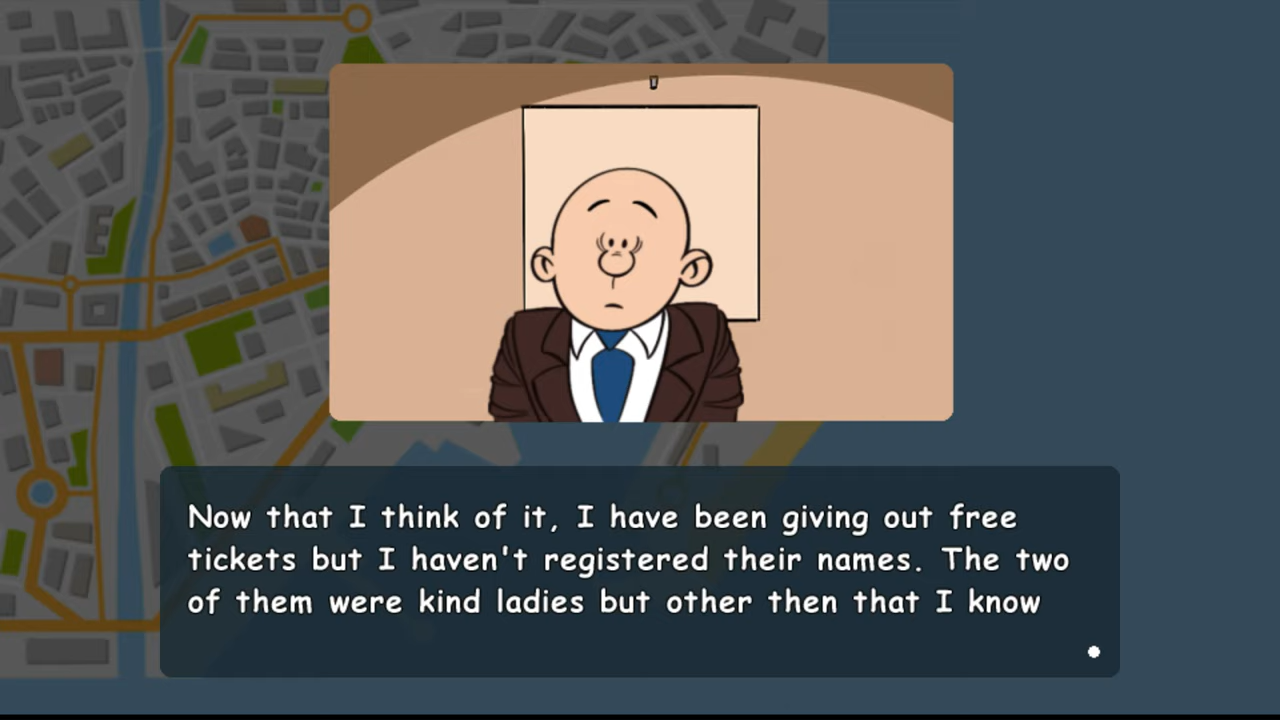 Now that I think of it, I have been giving out free
tickets but I haven't registered their names. The two
of them were kind ladies but other then that I know